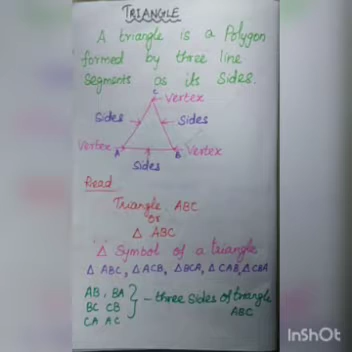 TRIANGLE
A triangle is a Polygon
formed by three line
Segments as its Sides.
C
Vertex
Sides
Sides
Vertex
A
B
Vertex
Sides
Read
Triangle ABC
or
Δ ABC
'Δ' Symbol of a triangle
Δ ABC, Δ ACB, Δ BCA, Δ CAB, Δ CBA
AB, BA
BC CB
CA AC
} - three Sides of triangle
ABC
InShot